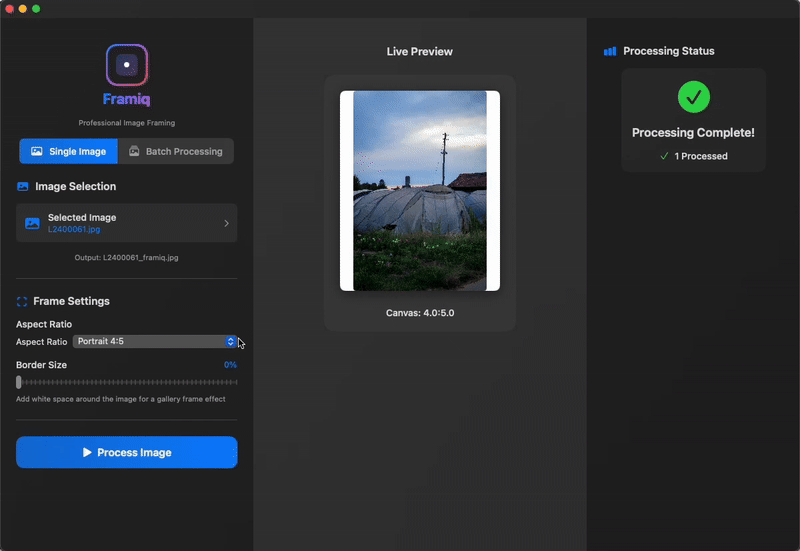 Framiq
Professional Image Framing
Single Image
Batch Processing
Image Selection
Selected Image
L2400061.jpg
Output: L2400061_framiq.jpg
Frame Settings
Aspect Ratio
Aspect Ratio Portrait 4:5
Border Size 0%
Add white space around the image for a gallery frame effect
Process Image
Live Preview
Canvas: 4.0:5.0
Processing Status
Processing Complete!
1 Processed